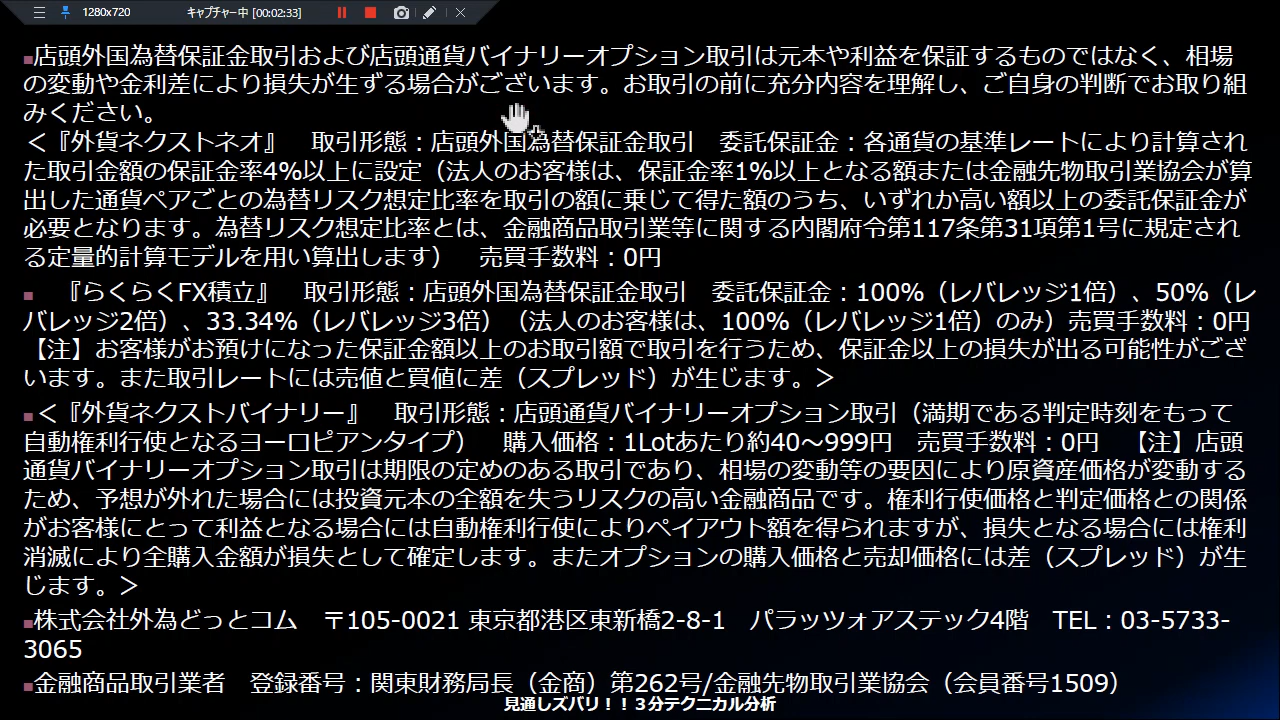 1280x720 キャプチャー中 [00:02:33]
■店頭外国為替保証金取引および店頭通貨バイナリーオプション取引は元本や利益を保証するものではなく、相場
の変動や金利差により損失が生ずる場合がございます。お取引の前に充分内容を理解し、ご自身の判断でお取り組
みください。
＜『外貨ネクストネオ』　取引形態：店頭外国為替保証金取引　委託保証金：各通貨の基準レートにより計算され
た取引金額の保証金率4%以上に設定（法人のお客様は、保証金率1%以上となる額または金融先物取引業協会が算
出した通貨ペアごとの為替リスク想定比率を取引の額に乗じて得た額のうち、いずれか高い額以上の委託保証金が
必要となります。為替リスク想定比率とは、金融商品取引業等に関する内閣府令第117条第31項第1号に規定され
る定量的計算モデルを用い算出します）　売買手数料：0円
■　『らくらくFX積立』　取引形態：店頭外国為替保証金取引　委託保証金：100%（レバレッジ1倍）、50%（レ
バレッジ2倍）、33.34%（レバレッジ3倍）（法人のお客様は、100%（レバレッジ1倍）のみ）売買手数料：0円
【注】お客様がお預けになった保証金額以上のお取引額で取引を行うため、保証金以上の損失が出る可能性がござ
います。また取引レートには売値と買値に差（スプレッド）が生じます。＞
■＜『外貨ネクストバイナリー』　取引形態：店頭通貨バイナリーオプション取引（満期である判定時刻をもって
自動権利行使となるヨーロピアンタイプ）　購入価格：1Lotあたり約40～999円　売買手数料：0円　【注】店頭
通貨バイナリーオプション取引は期限の定めのある取引であり、相場の変動等の要因により原資産価格が変動する
ため、予想が外れた場合には投資元本の全額を失うリスクの高い金融商品です。権利行使価格と判定価格との関係
がお客様にとって利益となる場合には自動権利行使によりペイアウト額を得られますが、損失となる場合には権利
消滅により全購入金額が損失として確定します。またオプションの購入価格と売却価格には差（スプレッド）が生
じます。＞
■株式会社外為どっとコム　〒105-0021 東京都港区東新橋2-8-1　パラッツォアステック4階　TEL：03-5733-
3065
■金融商品取引業者　登録番号：関東財務局長（金商）第262号/金融先物取引業協会（会員番号1509）
見通しズバリ！！３分テクニカル分析